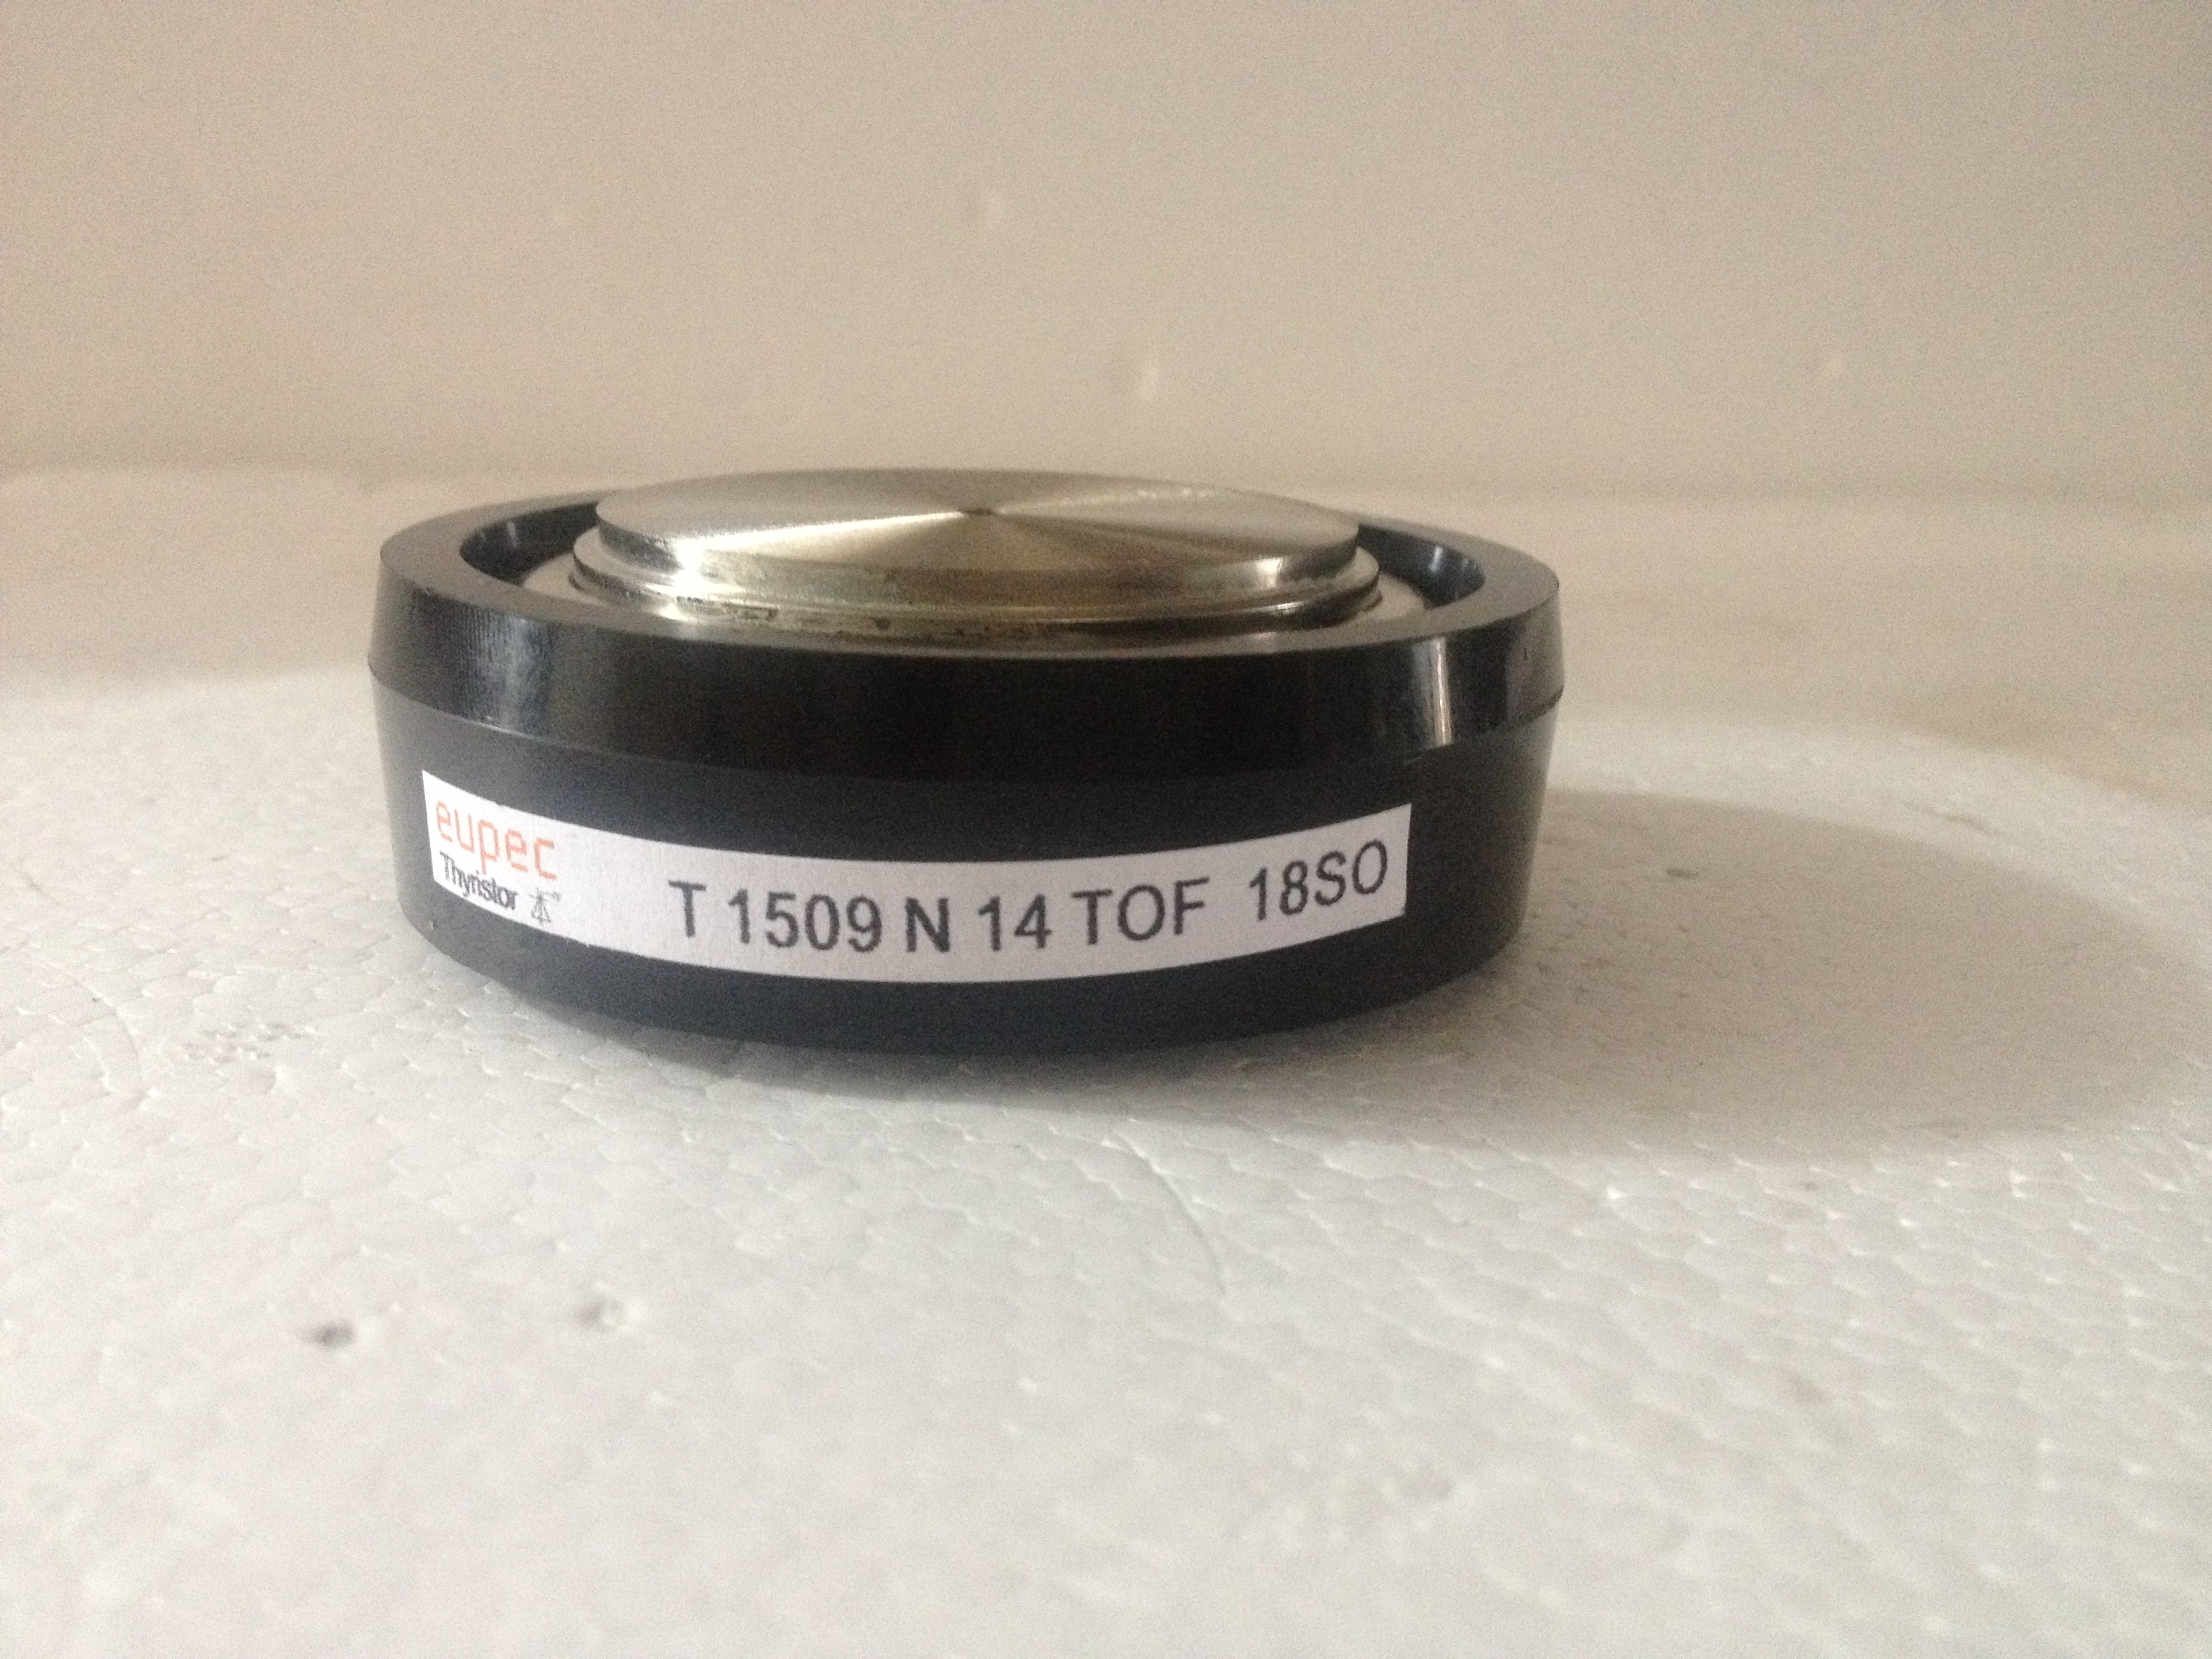 eupec
Thyristor
T 1509 N 14 TOF 18SO